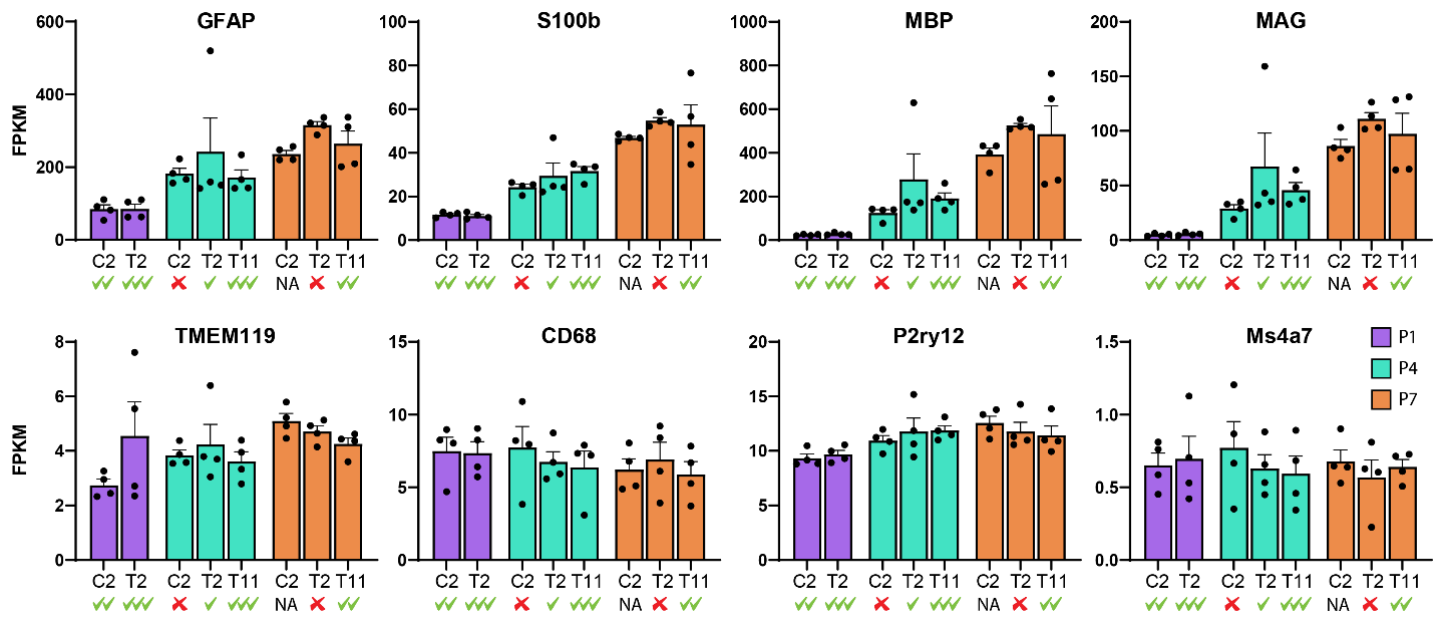 GFAP S100b MBP MAG
600 100 1000 200
80 800
150
400 60 600
FPKM 100
40 400
200
20 200 50
0 0 0 0
C2 T2 C2 T2 T11 C2 T2 T11 C2 T2 C2 T2 T11 C2 T2 T11 C2 T2 C2 T2 T11 C2 T2 T11 C2 T2 C2 T2 T11 C2 T2 T11
NA NA NA NA
TMEM119 CD68 P2ry12 Ms4a7
8 15 20 1.5
P1
6 15 P4
10 1.0
P7
FPKM 4 10
5 0.5
2 5
0 0 0 0.0
C2 T2 C2 T2 T11 C2 T2 T11 C2 T2 C2 T2 T11 C2 T2 T11 C2 T2 C2 T2 T11 C2 T2 T11 C2 T2 C2 T2 T11 C2 T2 T11
NA NA NA NA